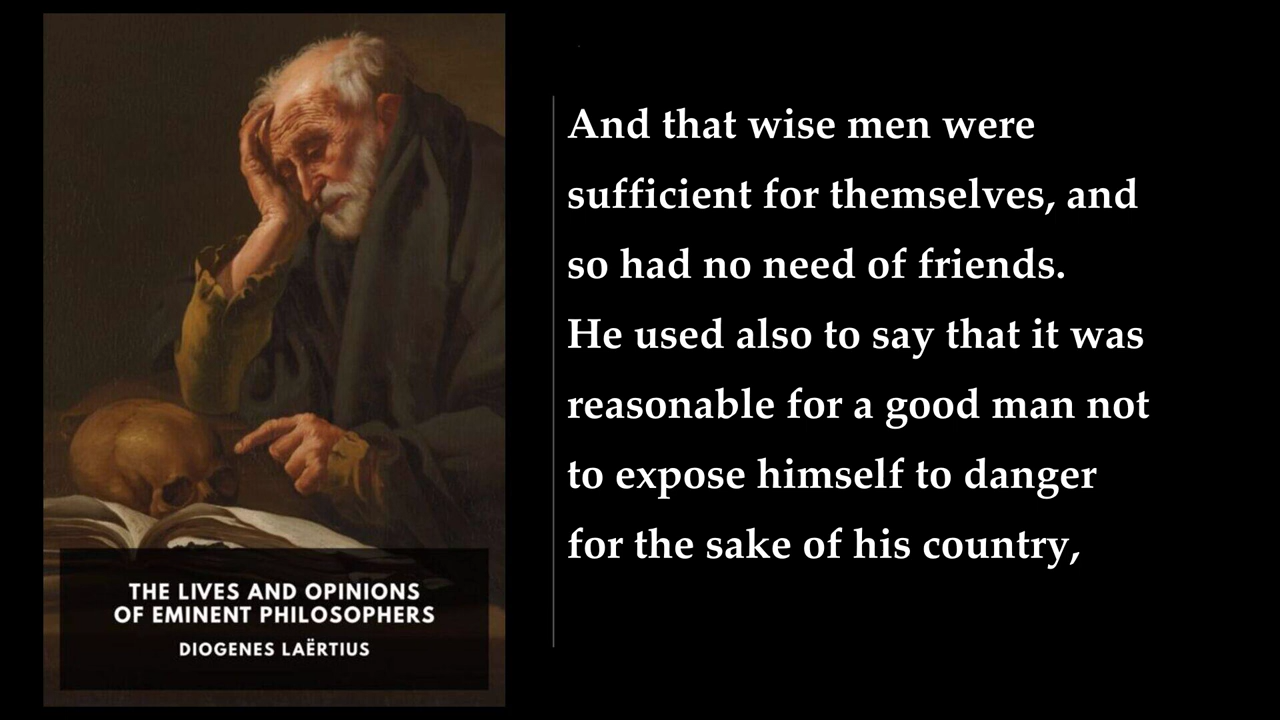 And that wise men were
sufficient for themselves, and
so had no need of friends.
He used also to say that it was
reasonable for a good man not
to expose himself to danger
for the sake of his country,
THE LIVES AND OPINIONS
OF EMINENT PHILOSOPHERS
DIOGENES LAËRTIUS